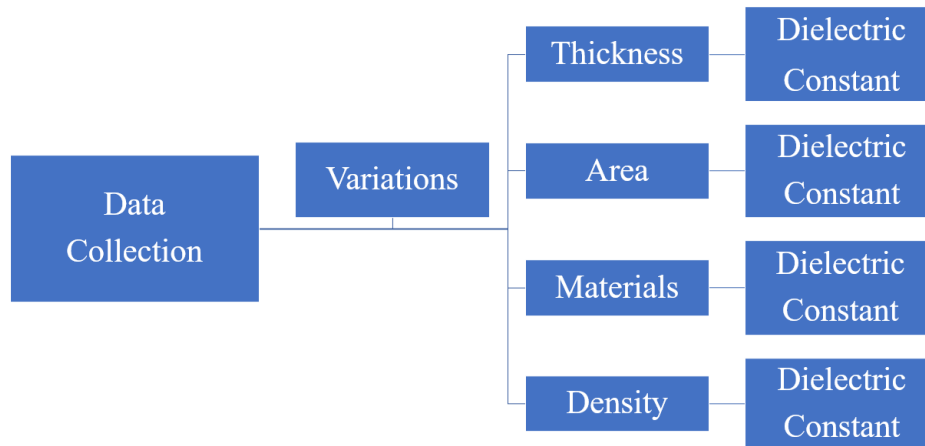 Data
Collection
Variations
Thickness
Dielectric
Constant
Area
Dielectric
Constant
Materials
Dielectric
Constant
Density
Dielectric
Constant